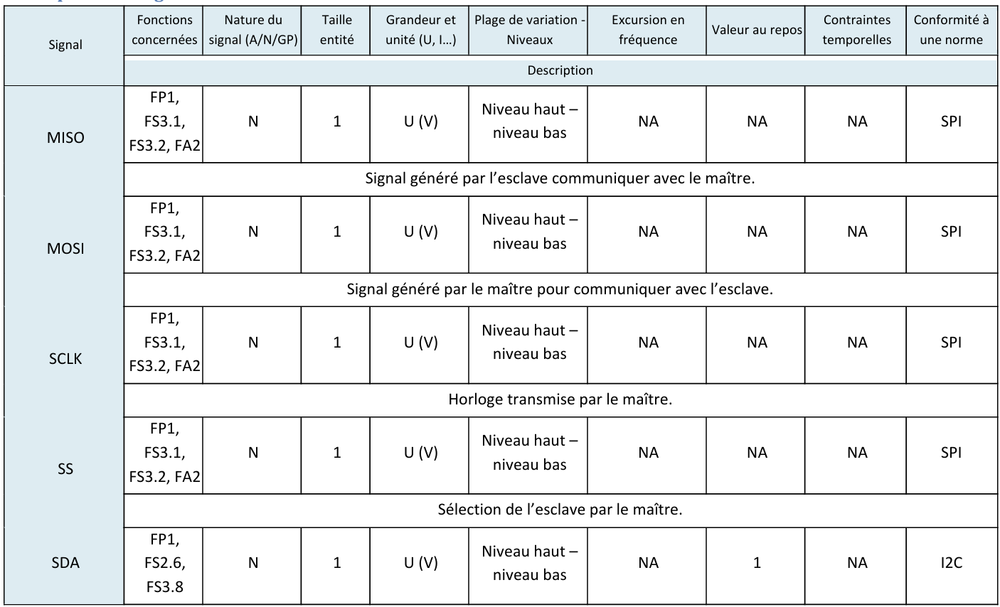 Signal
Fonctions concernées
Nature du signal (A/N/GP)
Taille entité
Grandeur et unité (U, I…)
Plage de variation - Niveaux
Excursion en fréquence
Valeur au repos
Contraintes temporelles
Conformité à une norme
Description
MISO
FP1, FS3.1, FS3.2, FA2
N
1
U (V)
Niveau haut – niveau bas
NA
NA
NA
SPI
Signal généré par l’esclave communiquer avec le maître.
MOSI
FP1, FS3.1, FS3.2, FA2
N
1
U (V)
Niveau haut – niveau bas
NA
NA
NA
SPI
Signal généré par le maître pour communiquer avec l’esclave.
SCLK
FP1, FS3.1, FS3.2, FA2
N
1
U (V)
Niveau haut – niveau bas
NA
NA
NA
SPI
Horloge transmise par le maître.
SS
FP1, FS3.1, FS3.2, FA2
N
1
U (V)
Niveau haut – niveau bas
NA
NA
NA
SPI
Sélection de l’esclave par le maître.
SDA
FP1, FS2.6, FS3.8
N
1
U (V)
Niveau haut – niveau bas
NA
1
NA
I2C